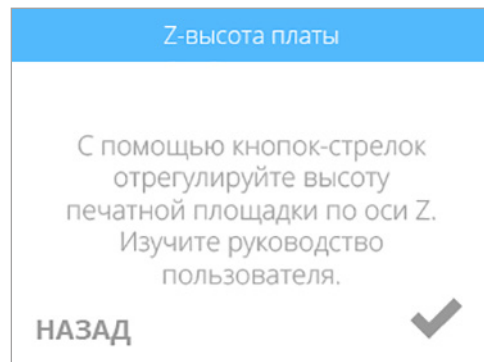 Z-высота платы
С помощью кнопок-стрелок
отрегулируйте высоту
печатной площадки по оси Z.
Изучите руководство
пользователя.
НАЗАД